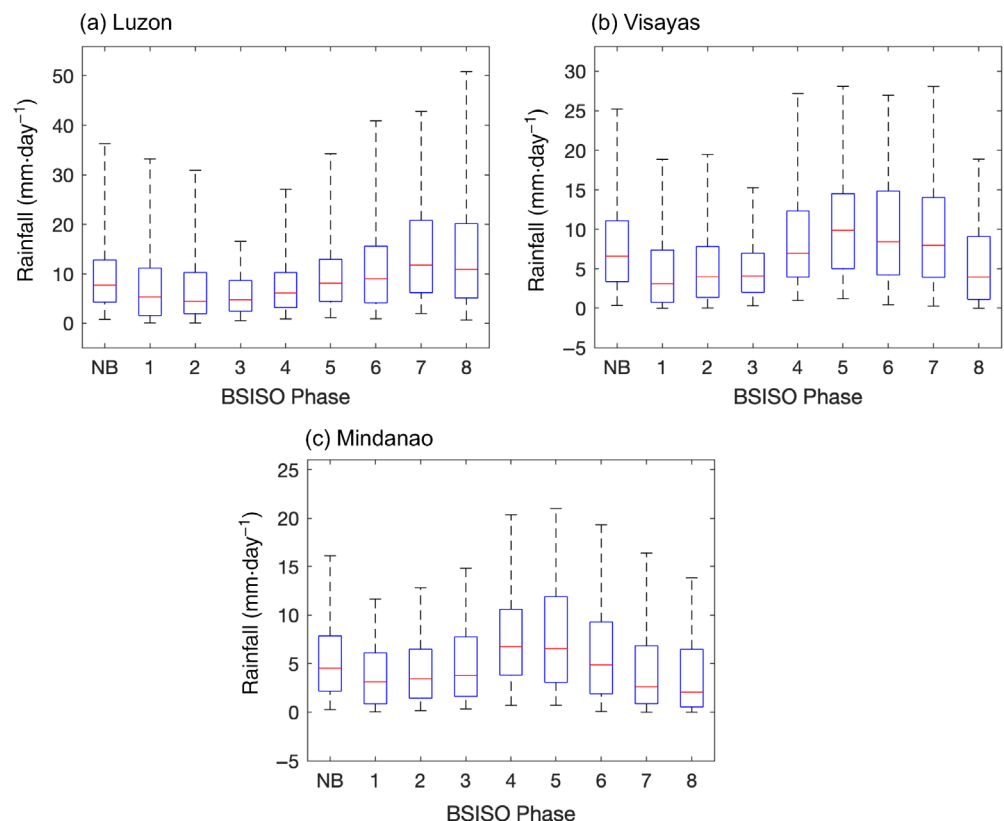 (a) Luzon
Rainfall (mm·day⁻¹)
50
40
30
20
10
0
NB 1 2 3 4 5 6 7 8
BSISO Phase
(b) Visayas
Rainfall (mm·day⁻¹)
30
25
20
15
10
5
0
−5
NB 1 2 3 4 5 6 7 8
BSISO Phase
(c) Mindanao
Rainfall (mm·day⁻¹)
25
20
15
10
5
0
−5
NB 1 2 3 4 5 6 7 8
BSISO Phase